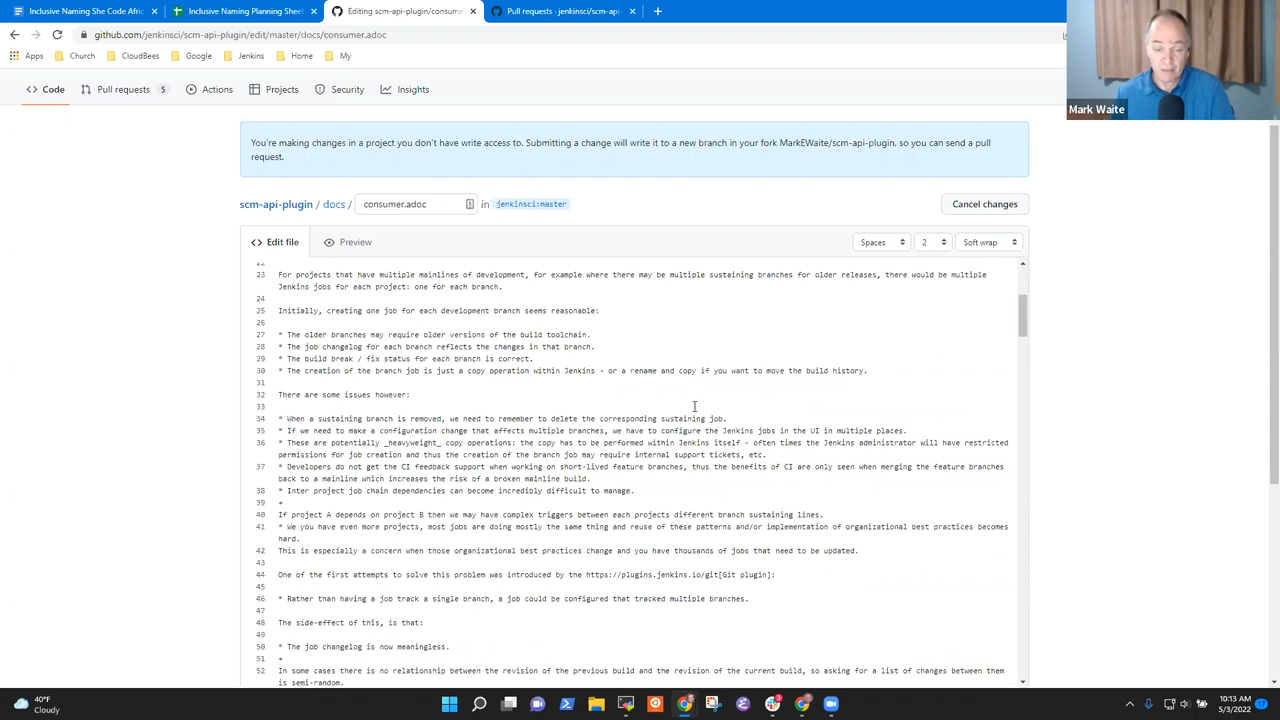 Inclusive Naming She Code Afric
Inclusive Naming Planning Sheet
Editing scm-api-plugin/consume
Pull requests · jenkinsci/scm-api-
github.com/jenkinsci/scm-api-plugin/edit/master/docs/consumer.adoc
Apps Church CloudBees Google Jenkins Home My
Mark Waite
<> Code Pull requests 5 Actions Projects Security Insights
You're making changes in a project you don't have write access to. Submitting a change will write it to a new branch in your fork MarkEWaite/scm-api-plugin, so you can send a pull
request.
scm-api-plugin / docs / consumer.adoc in jenkinsci:master Cancel changes
<> Edit file Preview Spaces 2 Soft wrap
22
23 For projects that have multiple mainlines of development, for example where there may be multiple sustaining branches for older releases, there would be multiple
Jenkins jobs for each project: one for each branch.
24
25 Initially, creating one job for each development branch seems reasonable:
26
27 * The older branches may require older versions of the build toolchain.
28 * The job changelog for each branch reflects the changes in that branch.
29 * The build break / fix status for each branch is correct.
30 * The creation of the branch job is just a copy operation within Jenkins - or a rename and copy if you want to move the build history.
31
32 There are some issues however:
33
34 * When a sustaining branch is removed, we need to remember to delete the corresponding sustaining job.
35 * If we need to make a configuration change that affects multiple branches, we have to configure the Jenkins jobs in the UI in multiple places.
36 * These are potentially _heavyweight_ copy operations: the copy has to be performed within Jenkins itself - often times the Jenkins administrator will have restricted
permissions for job creation and thus the creation of the branch job may require internal support tickets, etc.
37 * Developers do not get the CI feedback support when working on short-lived feature branches, thus the benefits of CI are only seen when merging the feature branches
back to a mainline which increases the risk of a broken mainline build.
38 * Inter project job chain dependencies can become incredibly difficult to manage.
39 +
40 If project A depends on project B then we may have complex triggers between each projects different branch sustaining lines.
41 * We you have even more projects, most jobs are doing mostly the same thing and reuse of these patterns and/or implementation of organizational best practices becomes
hard.
42 This is especially a concern when those organizational best practices change and you have thousands of jobs that need to be updated.
43
44 One of the first attempts to solve this problem was introduced by the https://plugins.jenkins.io/git[Git plugin]:
45
46 * Rather than having a job track a single branch, a job could be configured that tracked multiple branches.
47
48 The side-effect of this, is that:
49
50 * The job changelog is now meaningless.
51 +
52 In some cases there is no relationship between the revision of the previous build and the revision of the current build, so asking for a list of changes between them
is semi-random.
40°F
Cloudy
10:13 AM
5/3/2022
17